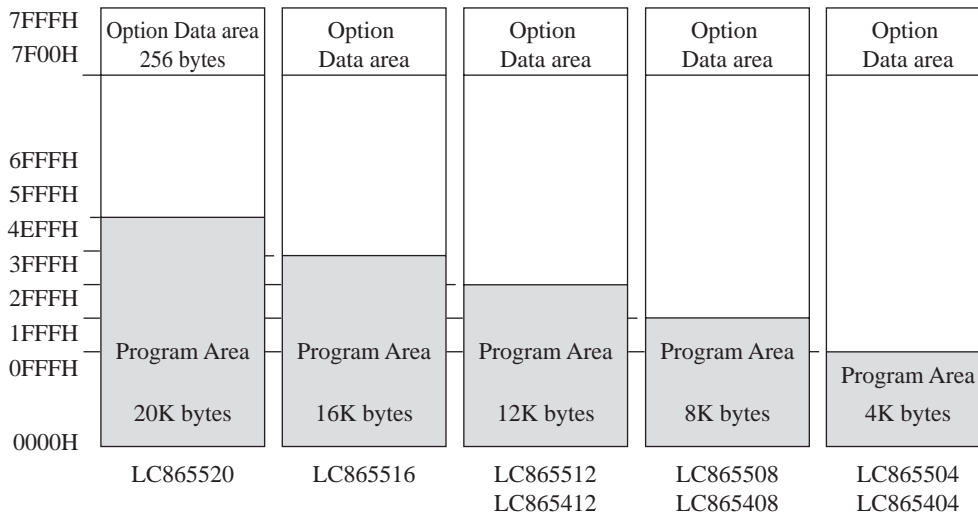 7FFFH
7F00H
6FFFH
5FFFH
4EFFH
3FFFH
2FFFH
1FFFH
0FFFH
0000H
Option Data area
256 bytes
Program Area
20K bytes
LC865520
Option
Data area
Program Area
16K bytes
LC865516
Option
Data area
Program Area
12K bytes
LC865512
LC865412
Option
Data area
Program Area
8K bytes
LC865508
LC865408
Option
Data area
Program Area
4K bytes
LC865504
LC865404